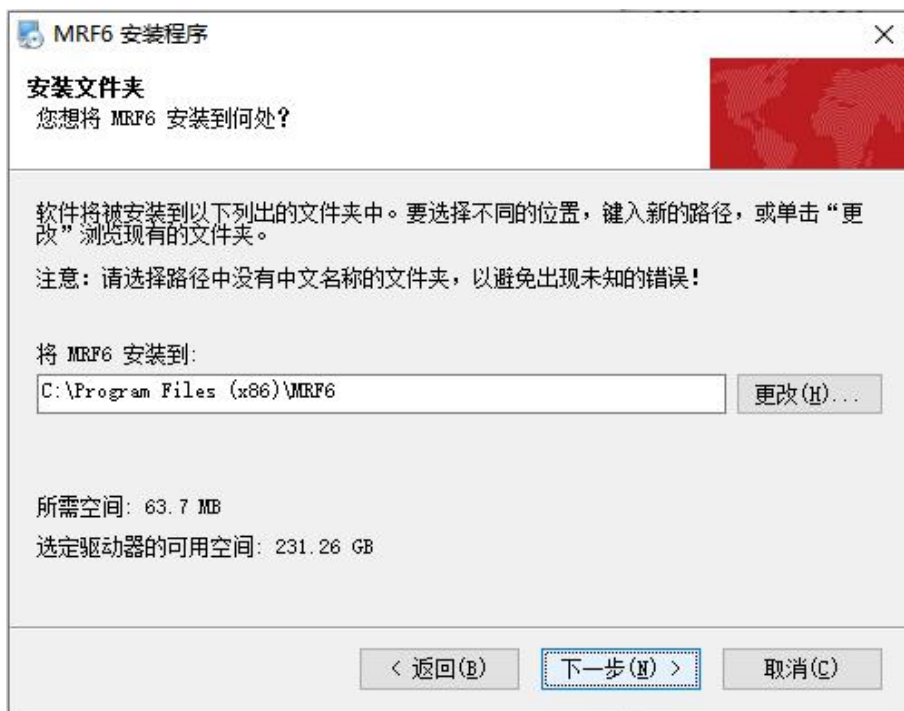 MRF6 安装程序
安装文件夹
您想将 MRF6 安装到何处?
软件将被安装到以下列出的文件夹中。要选择不同的位置，键入新的路径，或单击“更
改”浏览现有的文件夹。
注意：请选择路径中没有中文名称的文件夹，以避免出现未知的错误！
将 MRF6 安装到:
C:\Program Files (x86)\MRF6
更改(H)...
所需空间: 63.7 MB
选定驱动器的可用空间: 231.26 GB
< 返回(B)
下一步(N) >
取消(C)